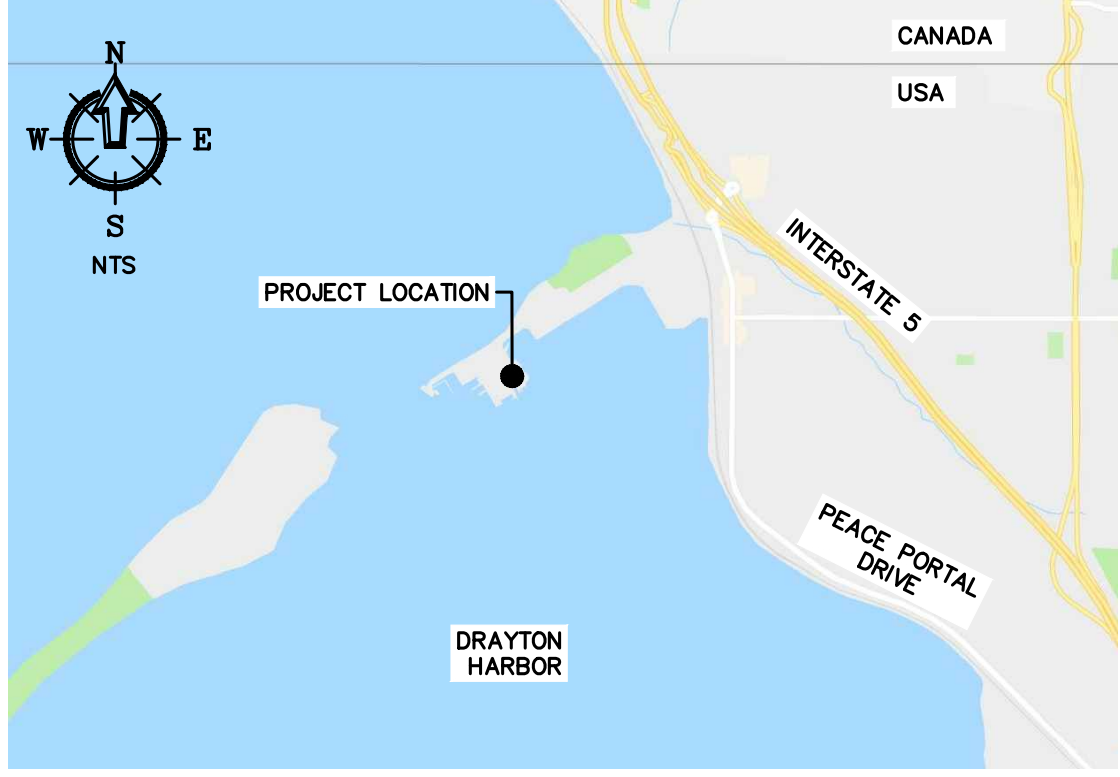 CANADA
USA
N
W
E
S
NTS
INTERSTATE 5
PROJECT LOCATION
PEACE PORTAL
DRIVE
DRAYTON
HARBOR